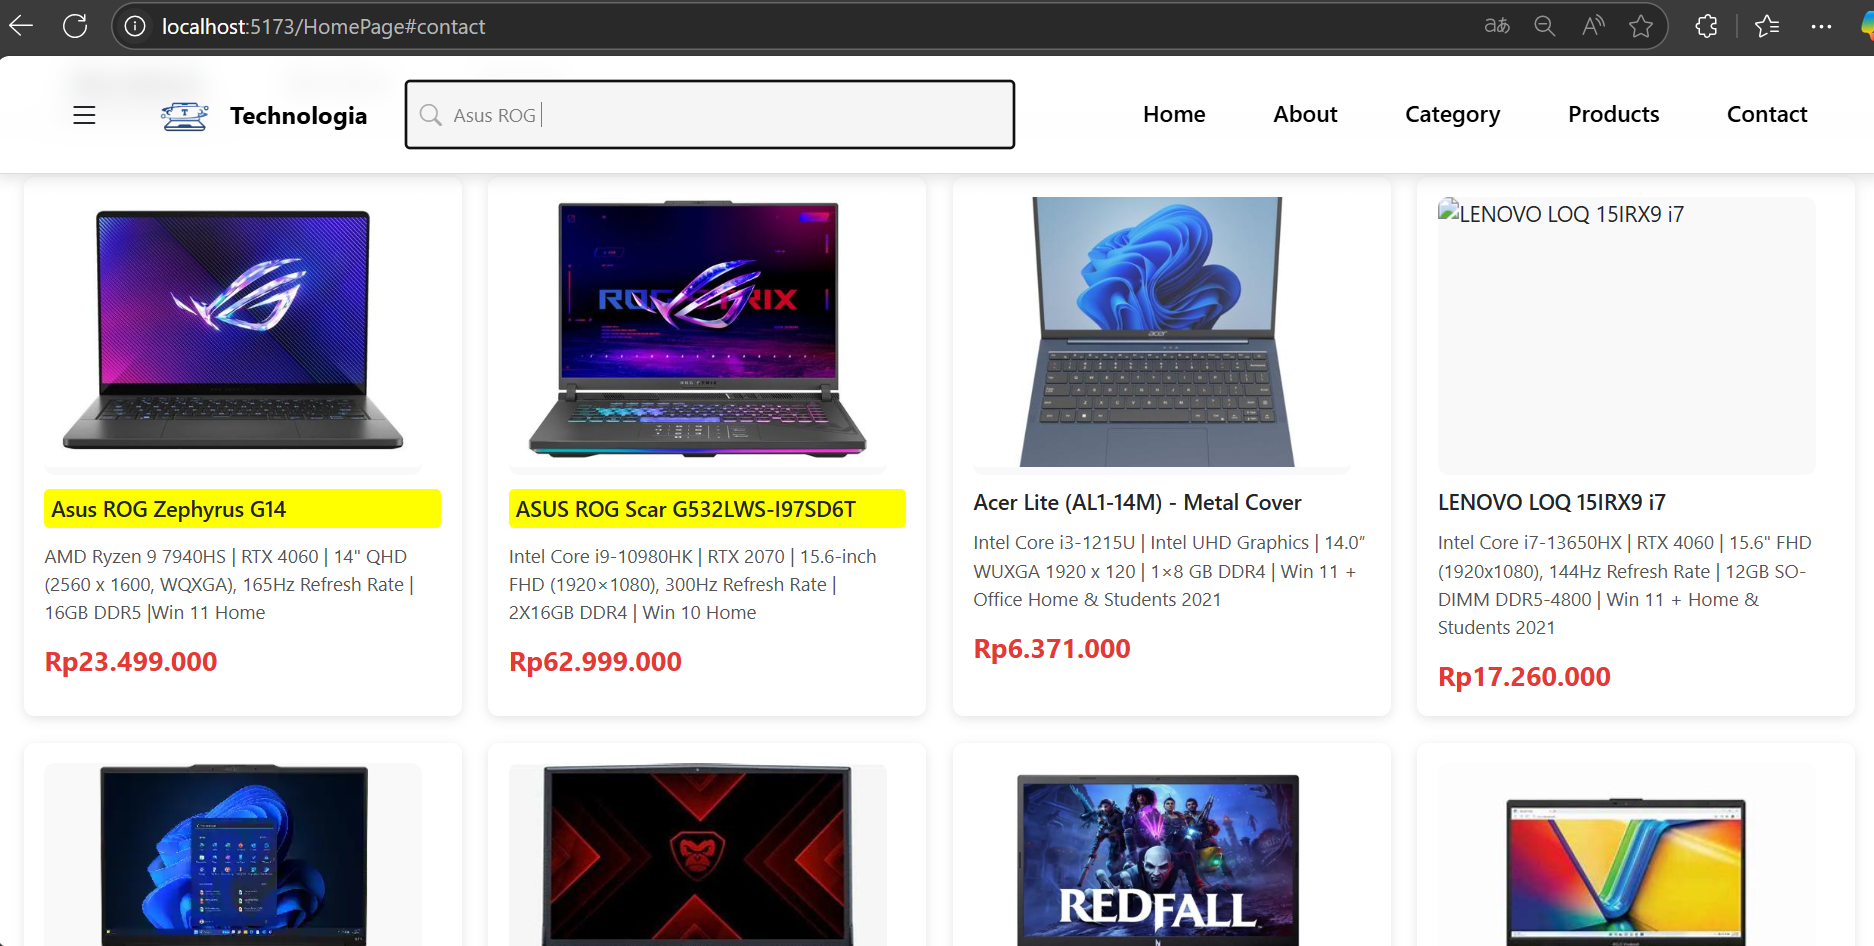 localhost:5173/HomePage#contact
Technologia
Asus ROG
Home
About
Category
Products
Contact
LENOVO LOQ 15IRX9 i7
ROG STRIX
acer
Asus ROG Zephyrus G14
AMD Ryzen 9 7940HS | RTX 4060 | 14" QHD
(2560 x 1600, WQXGA), 165Hz Refresh Rate |
16GB DDR5 |Win 11 Home
Rp23.499.000
ASUS ROG Scar G532LWS-I97SD6T
Intel Core i9-10980HK | RTX 2070 | 15.6-inch
FHD (1920×1080), 300Hz Refresh Rate |
2X16GB DDR4 | Win 10 Home
Rp62.999.000
Acer Lite (AL1-14M) - Metal Cover
Intel Core i3-1215U | Intel UHD Graphics | 14.0″
WUXGA 1920 x 120 | 1×8 GB DDR4 | Win 11 +
Office Home & Students 2021
Rp6.371.000
LENOVO LOQ 15IRX9 i7
Intel Core i7-13650HX | RTX 4060 | 15.6" FHD
(1920x1080), 144Hz Refresh Rate | 12GB SO-
DIMM DDR5-4800 | Win 11 + Home &
Students 2021
Rp17.260.000
REDFALL